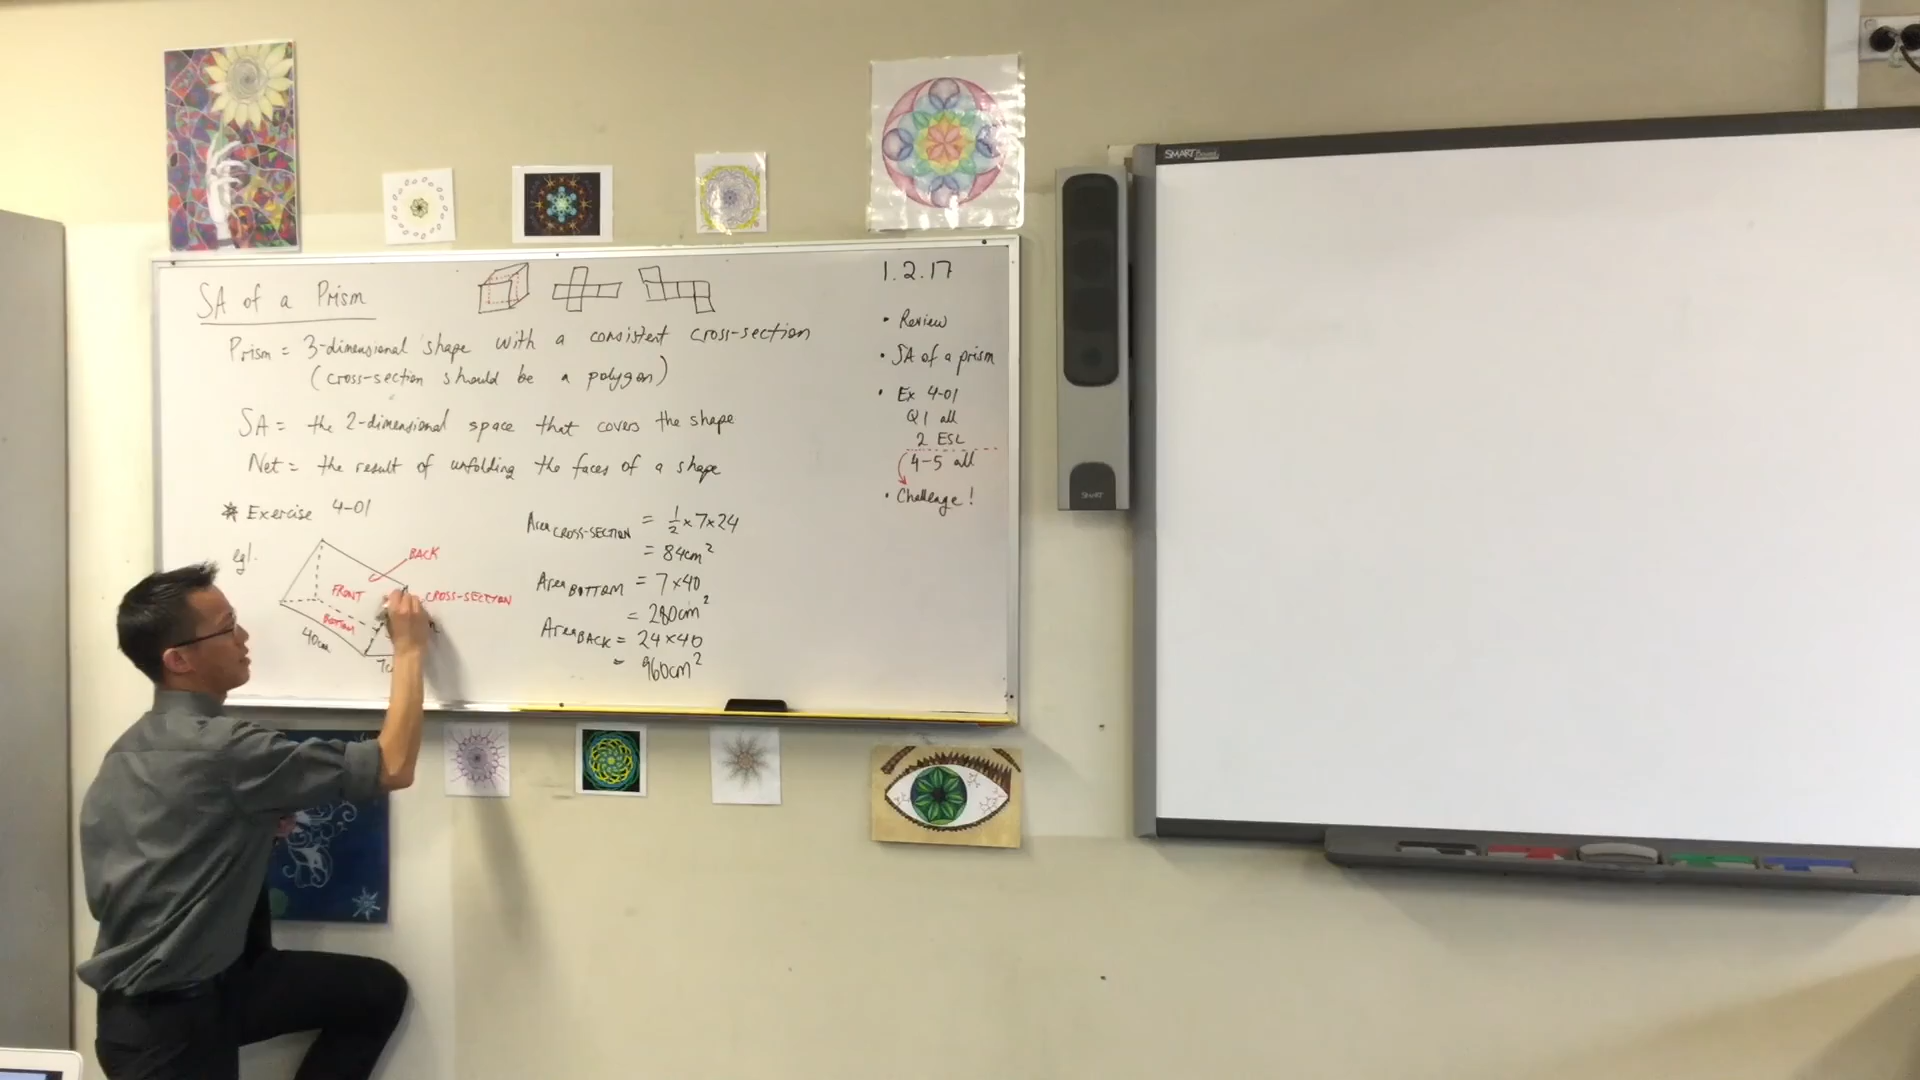 SA of a Prism
Prism = 3-dimensional shape with a consistent cross-section
(cross-section should be a polygon)
SA = the 2-dimensional space that covers the shape
Net = the result of unfolding the faces of a shape
* Exercise 4-01
eg1.
BACK
FRONT
CROSS-SECTION
BOTTOM
40cm
Area CROSS-SECTION = 1/2 × 7 × 24
= 84cm²
Area BOTTOM = 7 × 40
= 280cm²
Area BACK = 24 × 40
= 960cm²
1.2.17
• Review
• SA of a prism
• Ex 4-01
Q1 all
2 ESL
4-5 all
• Challenge!
SMART Board
SMART